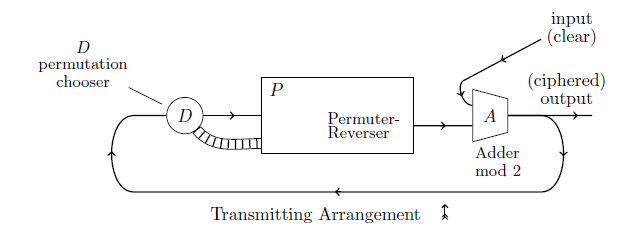 input
(clear)
D
permutation
chooser
P
(ciphered)
output
D
Permuter-
Reverser
A
Adder
mod 2
Transmitting Arrangement